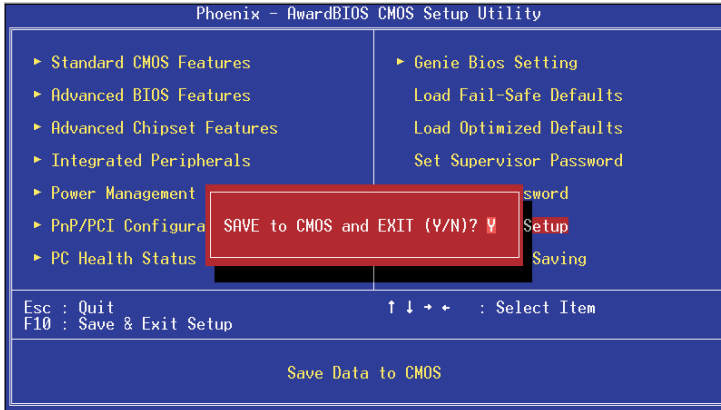 Phoenix - AwardBIOS CMOS Setup Utility
► Standard CMOS Features
► Advanced BIOS Features
► Advanced Chipset Features
► Integrated Peripherals
► Power Management
► PnP/PCI Configura
► PC Health Status
► Genie Bios Setting
Load Fail-Safe Defaults
Load Optimized Defaults
Set Supervisor Password
sword
Setup
Saving
SAVE to CMOS and EXIT (Y/N)? Y
Esc : Quit
F10 : Save & Exit Setup
↑ ↓ → ← : Select Item
Save Data to CMOS